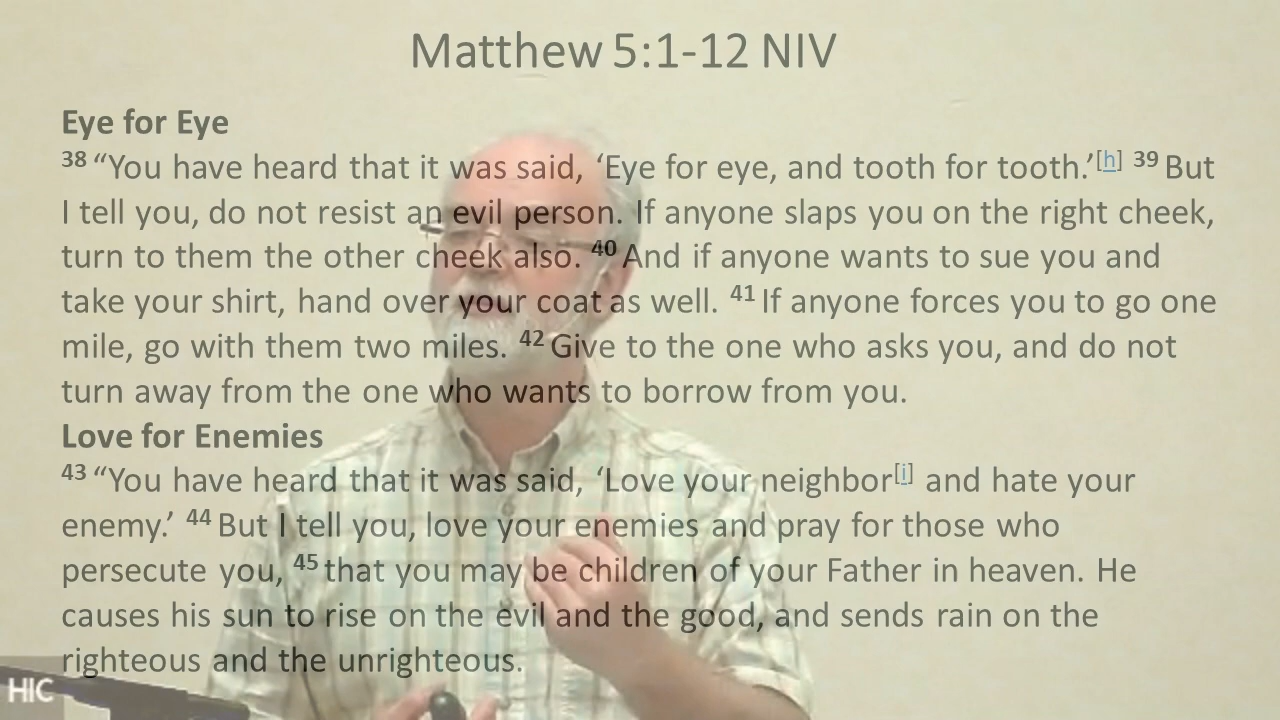 Matthew 5:1-12 NIV
Eye for Eye
38 “You have heard that it was said, ‘Eye for eye, and tooth for tooth.’[h] 39 But
I tell you, do not resist an evil person. If anyone slaps you on the right cheek,
turn to them the other cheek also. 40 And if anyone wants to sue you and
take your shirt, hand over your coat as well. 41 If anyone forces you to go one
mile, go with them two miles. 42 Give to the one who asks you, and do not
turn away from the one who wants to borrow from you.
Love for Enemies
43 “You have heard that it was said, ‘Love your neighbor[i] and hate your
enemy.’ 44 But I tell you, love your enemies and pray for those who
persecute you, 45 that you may be children of your Father in heaven. He
causes his sun to rise on the evil and the good, and sends rain on the
righteous and the unrighteous.
HIC